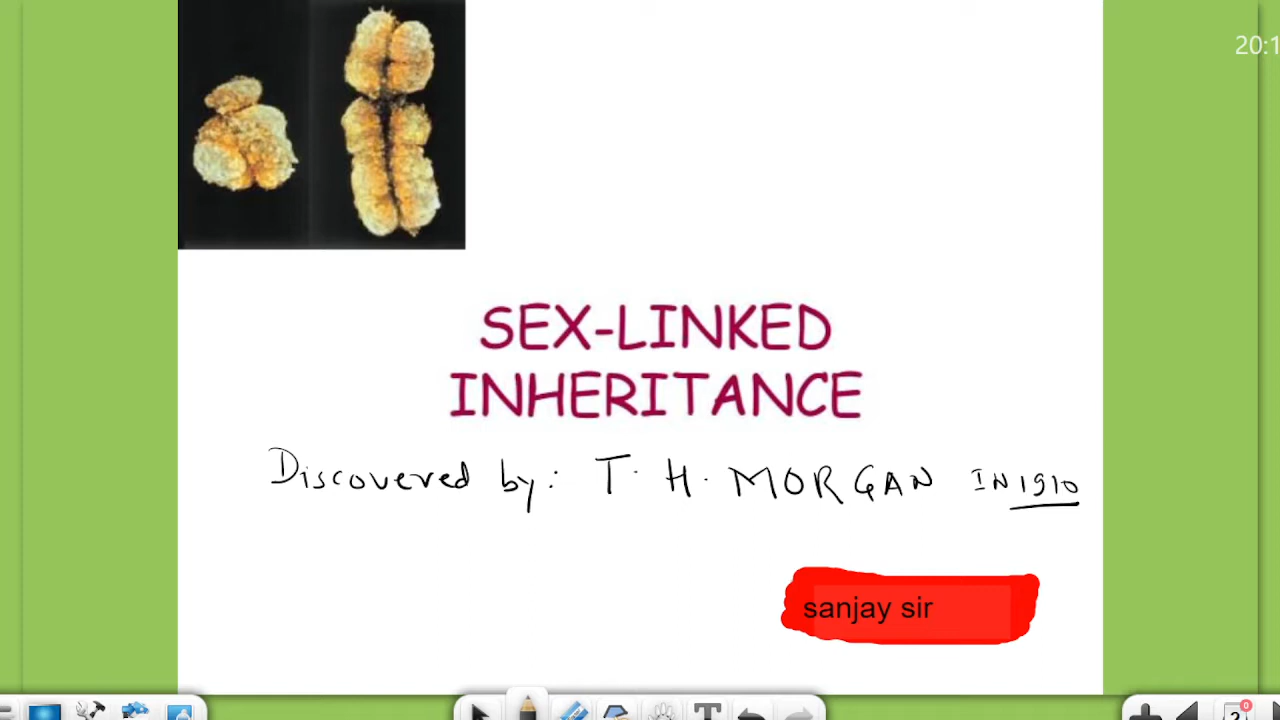 20:1
SEX-LINKED
INHERITANCE
Discovered by: T. H. MORGAN IN 1910
sanjay sir